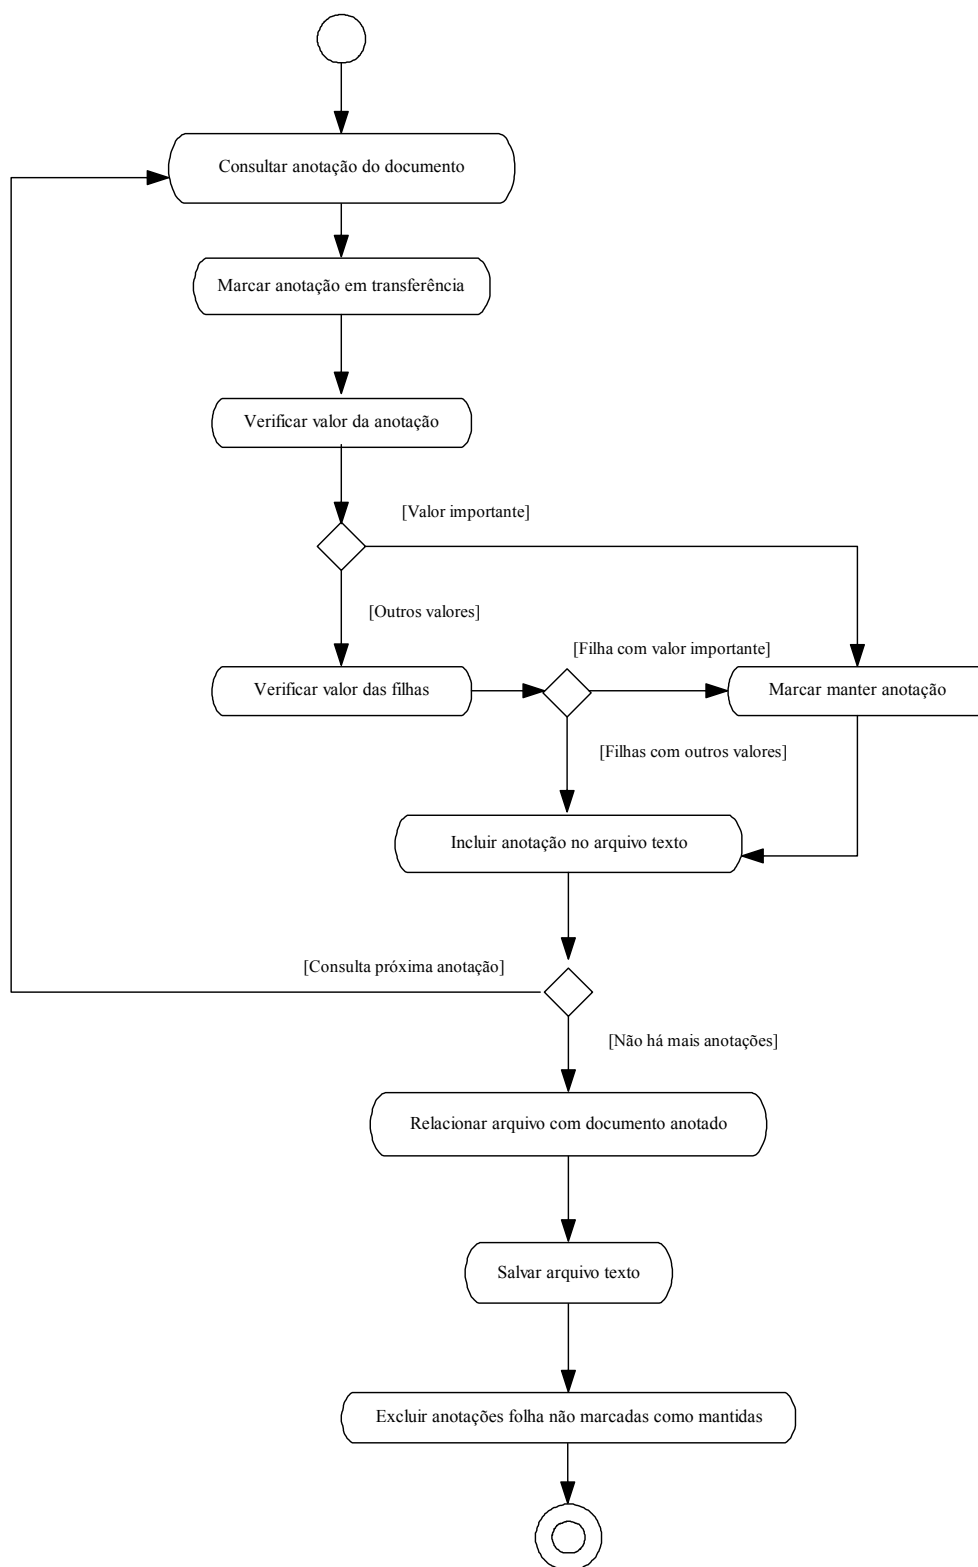 Consultar anotação do documento
Marcar anotação em transferência
Verificar valor da anotação
[Valor importante]
[Outros valores]
[Filha com valor importante]
Verificar valor das filhas
Marcar manter anotação
[Filhas com outros valores]
Incluir anotação no arquivo texto
[Consulta próxima anotação]
[Não há mais anotações]
Relacionar arquivo com documento anotado
Salvar arquivo texto
Excluir anotações folha não marcadas como mantidas